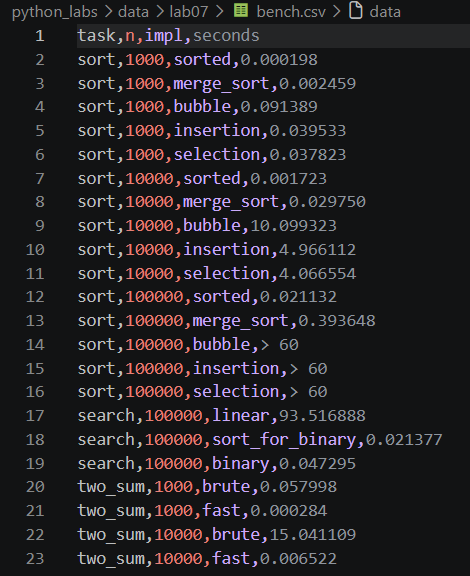 python_labs > data > lab07 > bench.csv > data
1 task,n,impl,seconds
2 sort,1000,sorted,0.000198
3 sort,1000,merge_sort,0.002459
4 sort,1000,bubble,0.091389
5 sort,1000,insertion,0.039533
6 sort,1000,selection,0.037823
7 sort,10000,sorted,0.001723
8 sort,10000,merge_sort,0.029750
9 sort,10000,bubble,10.099323
10 sort,10000,insertion,4.966112
11 sort,10000,selection,4.066554
12 sort,100000,sorted,0.021132
13 sort,100000,merge_sort,0.393648
14 sort,100000,bubble,> 60
15 sort,100000,insertion,> 60
16 sort,100000,selection,> 60
17 search,100000,linear,93.516888
18 search,100000,sort_for_binary,0.021377
19 search,100000,binary,0.047295
20 two_sum,1000,brute,0.057998
21 two_sum,1000,fast,0.000284
22 two_sum,10000,brute,15.041109
23 two_sum,10000,fast,0.006522